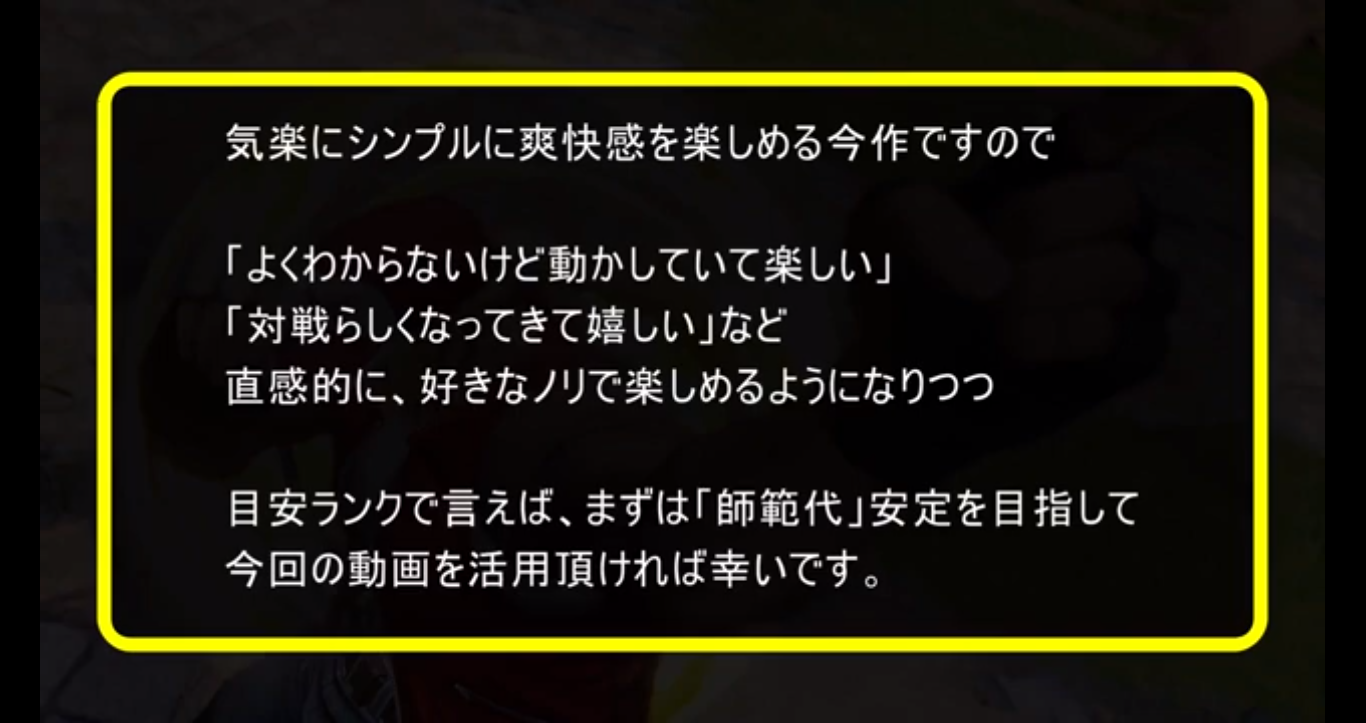 気楽にシンプルに爽快感を楽しめる今作ですので
「よくわからないけど動かしていて楽しい」
「対戦らしくなってきて嬉しい」など
直感的に、好きなノリで楽しめるようになりつつ
目安ランクで言えば、まずは「師範代」安定を目指して
今回の動画を活用頂ければ幸いです。